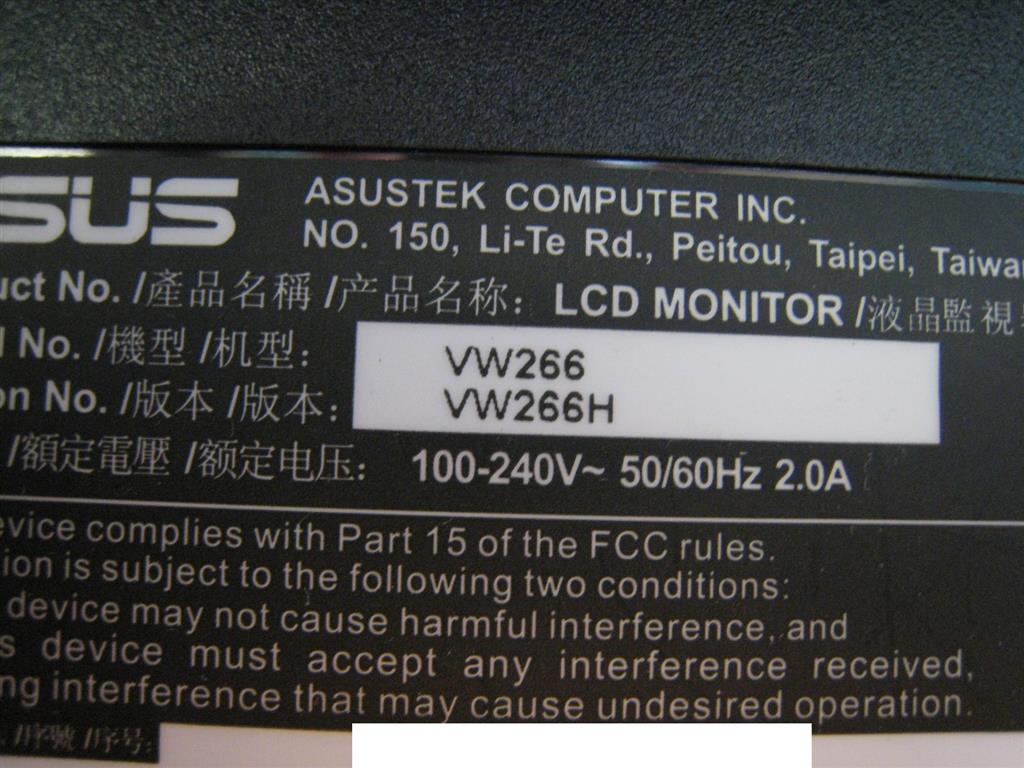 SUS
ASUSTEK COMPUTER INC.
NO. 150, Li-Te Rd., Peitou, Taipei, Taiwa
uct No. /產品名稱 /产品名称: LCD MONITOR /液晶監視
l No. /機型 /机型: VW266
on No. /版本 /版本: VW266H
/額定電壓 /额定电压: 100-240V~ 50/60Hz 2.0A
evice complies with Part 15 of the FCC rules.
ion is subject to the following two conditions:
device may not cause harmful interference, and
s device must accept any interference received,
ng interference that may cause undesired operation.
/序號 /序号: